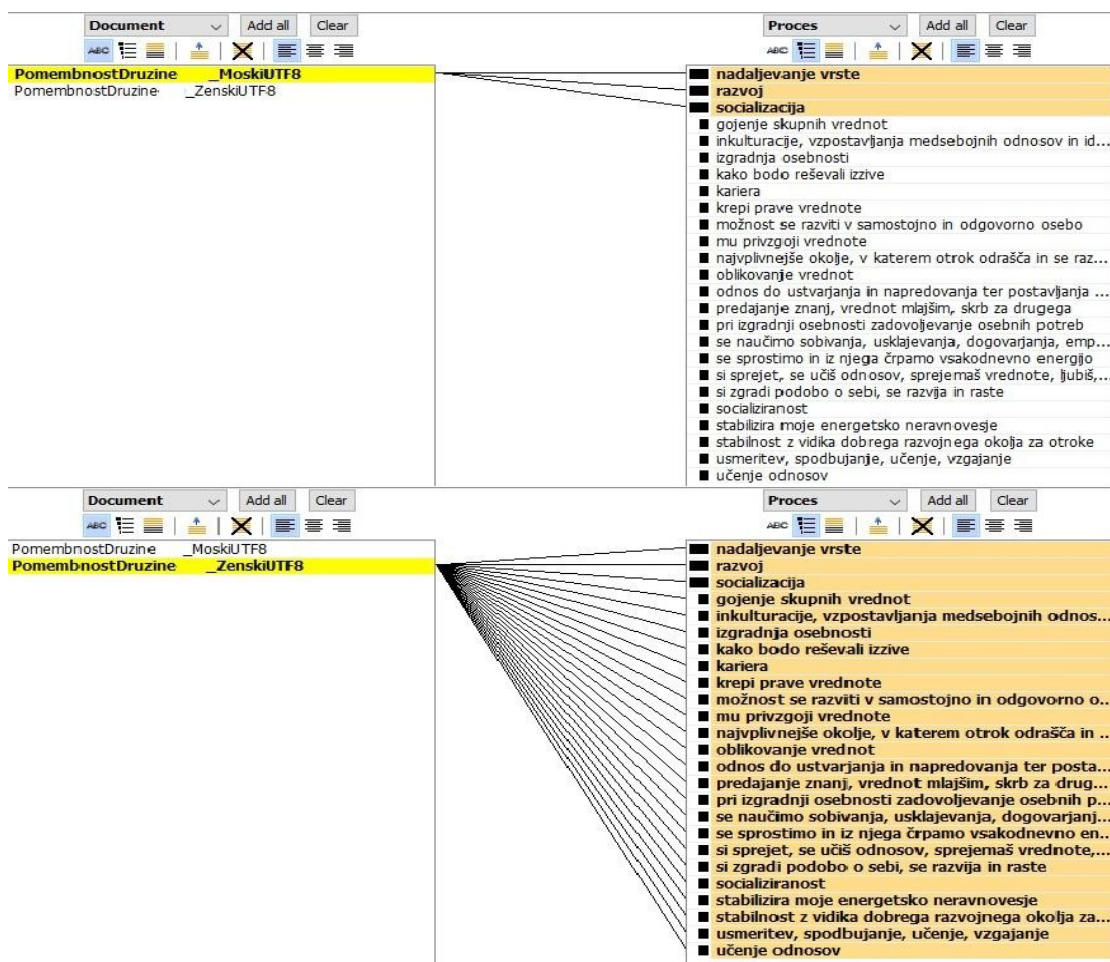 Document Add all Clear Proces Add all Clear
ABC ABC
PomembnostDruzine _MoskiUTF8
PomembnostDruzine _ZenskiUTF8
nadaljevanje vrste
razvoj
socializacija
gojenje skupnih vrednot
inkulturacije, vzpostavljanja medsebojnih odnosov in id...
izgradnja osebnosti
kako bodo reševali izzive
kariera
krepi prave vrednote
možnost se razviti v samostojno in odgovorno osebo
mu privzgoji vrednote
najvplivnejše okolje, v katerem otrok odrašča in se raz...
oblikovanje vrednot
odnos do ustvarjanja in napredovanja ter postavljanja ...
predajanje znanj, vrednot mlajšim, skrb za drugega
pri izgradnji osebnosti zadovoljevanje osebnih potreb
se naučimo sobivanja, usklajevanja, dogovarjanja, emp...
se sprostimo in iz njega črpamo vsakodnevno energijo
si sprejet, se učiš odnosov, sprejemaš vrednote, ljubiš,...
si zgradi podobo o sebi, se razvija in raste
socializiranost
stabilizira moje energetsko neravnovesje
stabilnost z vidika dobrega razvojnega okolja za otroke
usmeritev, spodbujanje, učenje, vzgajanje
učenje odnosov
Document Add all Clear Proces Add all Clear
ABC ABC
PomembnostDruzine _MoskiUTF8
PomembnostDruzine _ZenskiUTF8
nadaljevanje vrste
razvoj
socializacija
gojenje skupnih vrednot
inkulturacije, vzpostavljanja medsebojnih odnos...
izgradnja osebnosti
kako bodo reševali izzive
kariera
krepi prave vrednote
možnost se razviti v samostojno in odgovorno o...
mu privzgoji vrednote
najvplivnejše okolje, v katerem otrok odrašča in ...
oblikovanje vrednot
odnos do ustvarjanja in napredovanja ter posta...
predajanje znanj, vrednot mlajšim, skrb za drug...
pri izgradnji osebnosti zadovoljevanje osebnih p...
se naučimo sobivanja, usklajevanja, dogovarjanj...
se sprostimo in iz njega črpamo vsakodnevno en...
si sprejet, se učiš odnosov, sprejemaš vrednote,...
si zgradi podobo o sebi, se razvija in raste
socializiranost
stabilizira moje energetsko neravnovesje
stabilnost z vidika dobrega razvojnega okolja za...
usmeritev, spodbujanje, učenje, vzgajanje
učenje odnosov